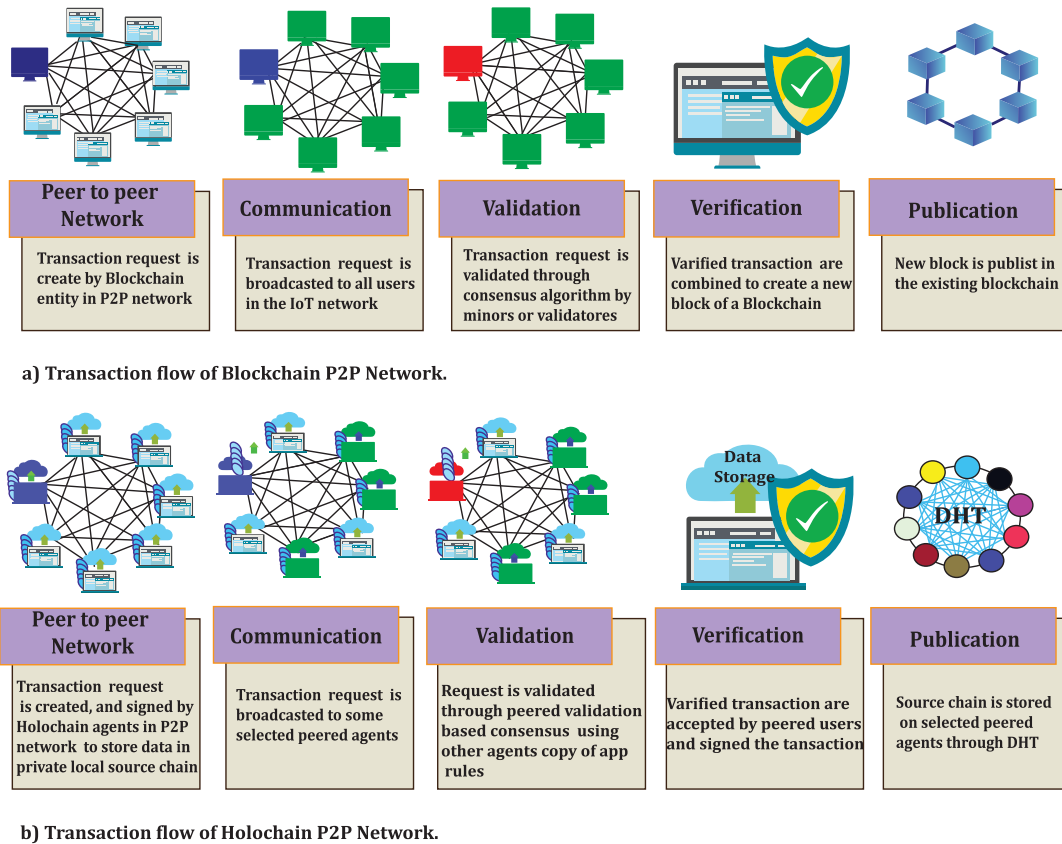 Peer to peer
Network
Transaction request is
create by Blockchain
entity in P2P network
Communication
Transaction request is
broadcasted to all users
in the IoT network
Validation
Transaction request is
validated through
consensus algorithm by
minors or validatores
Verification
Varified transaction are
combined to create a new
block of a Blockchain
Publication
New block is publist in
the existing blockchain
a) Transaction flow of Blockchain P2P Network.
Data
Storage
DHT
Peer to peer
Network
Transaction request
is created, and signed by
Holochain agents in P2P
network to store data in
private local source chain
Communication
Transaction request is
broadcasted to some
selected peered agents
Validation
Request is validated
through peered validation
based consensus using
other agents copy of app
rules
Verification
Varified transaction are
accepted by peered users
and signed the tansaction
Publication
Source chain is stored
on selected peered
agents through DHT
b) Transaction flow of Holochain P2P Network.